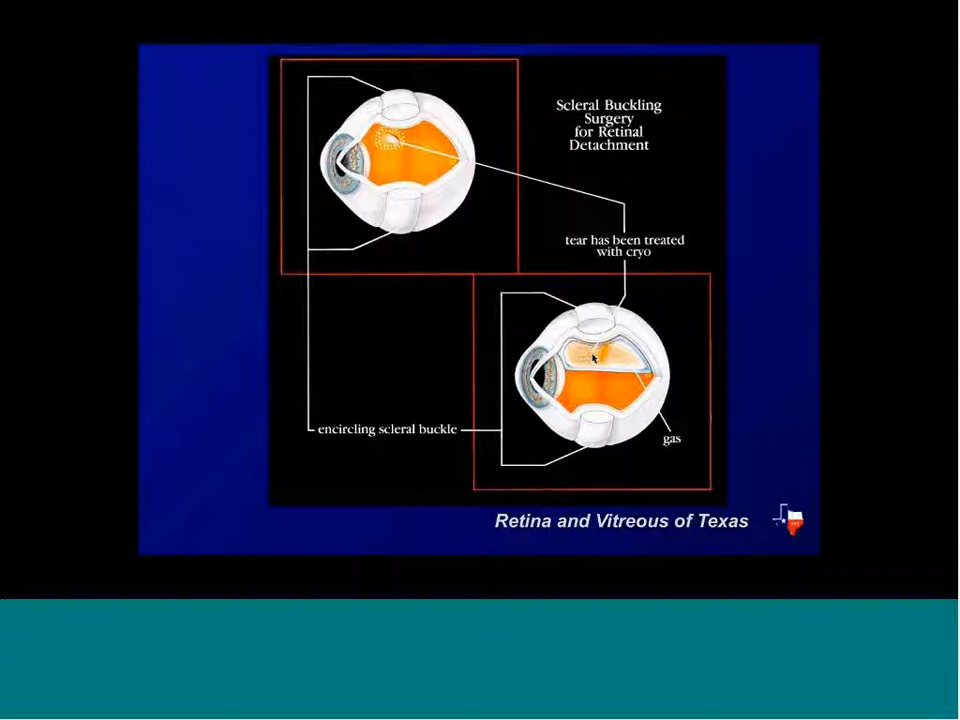 Scleral Buckling
Surgery
for Retinal
Detachment
tear has been treated
with cryo
encircling scleral buckle
gas
Retina and Vitreous of Texas